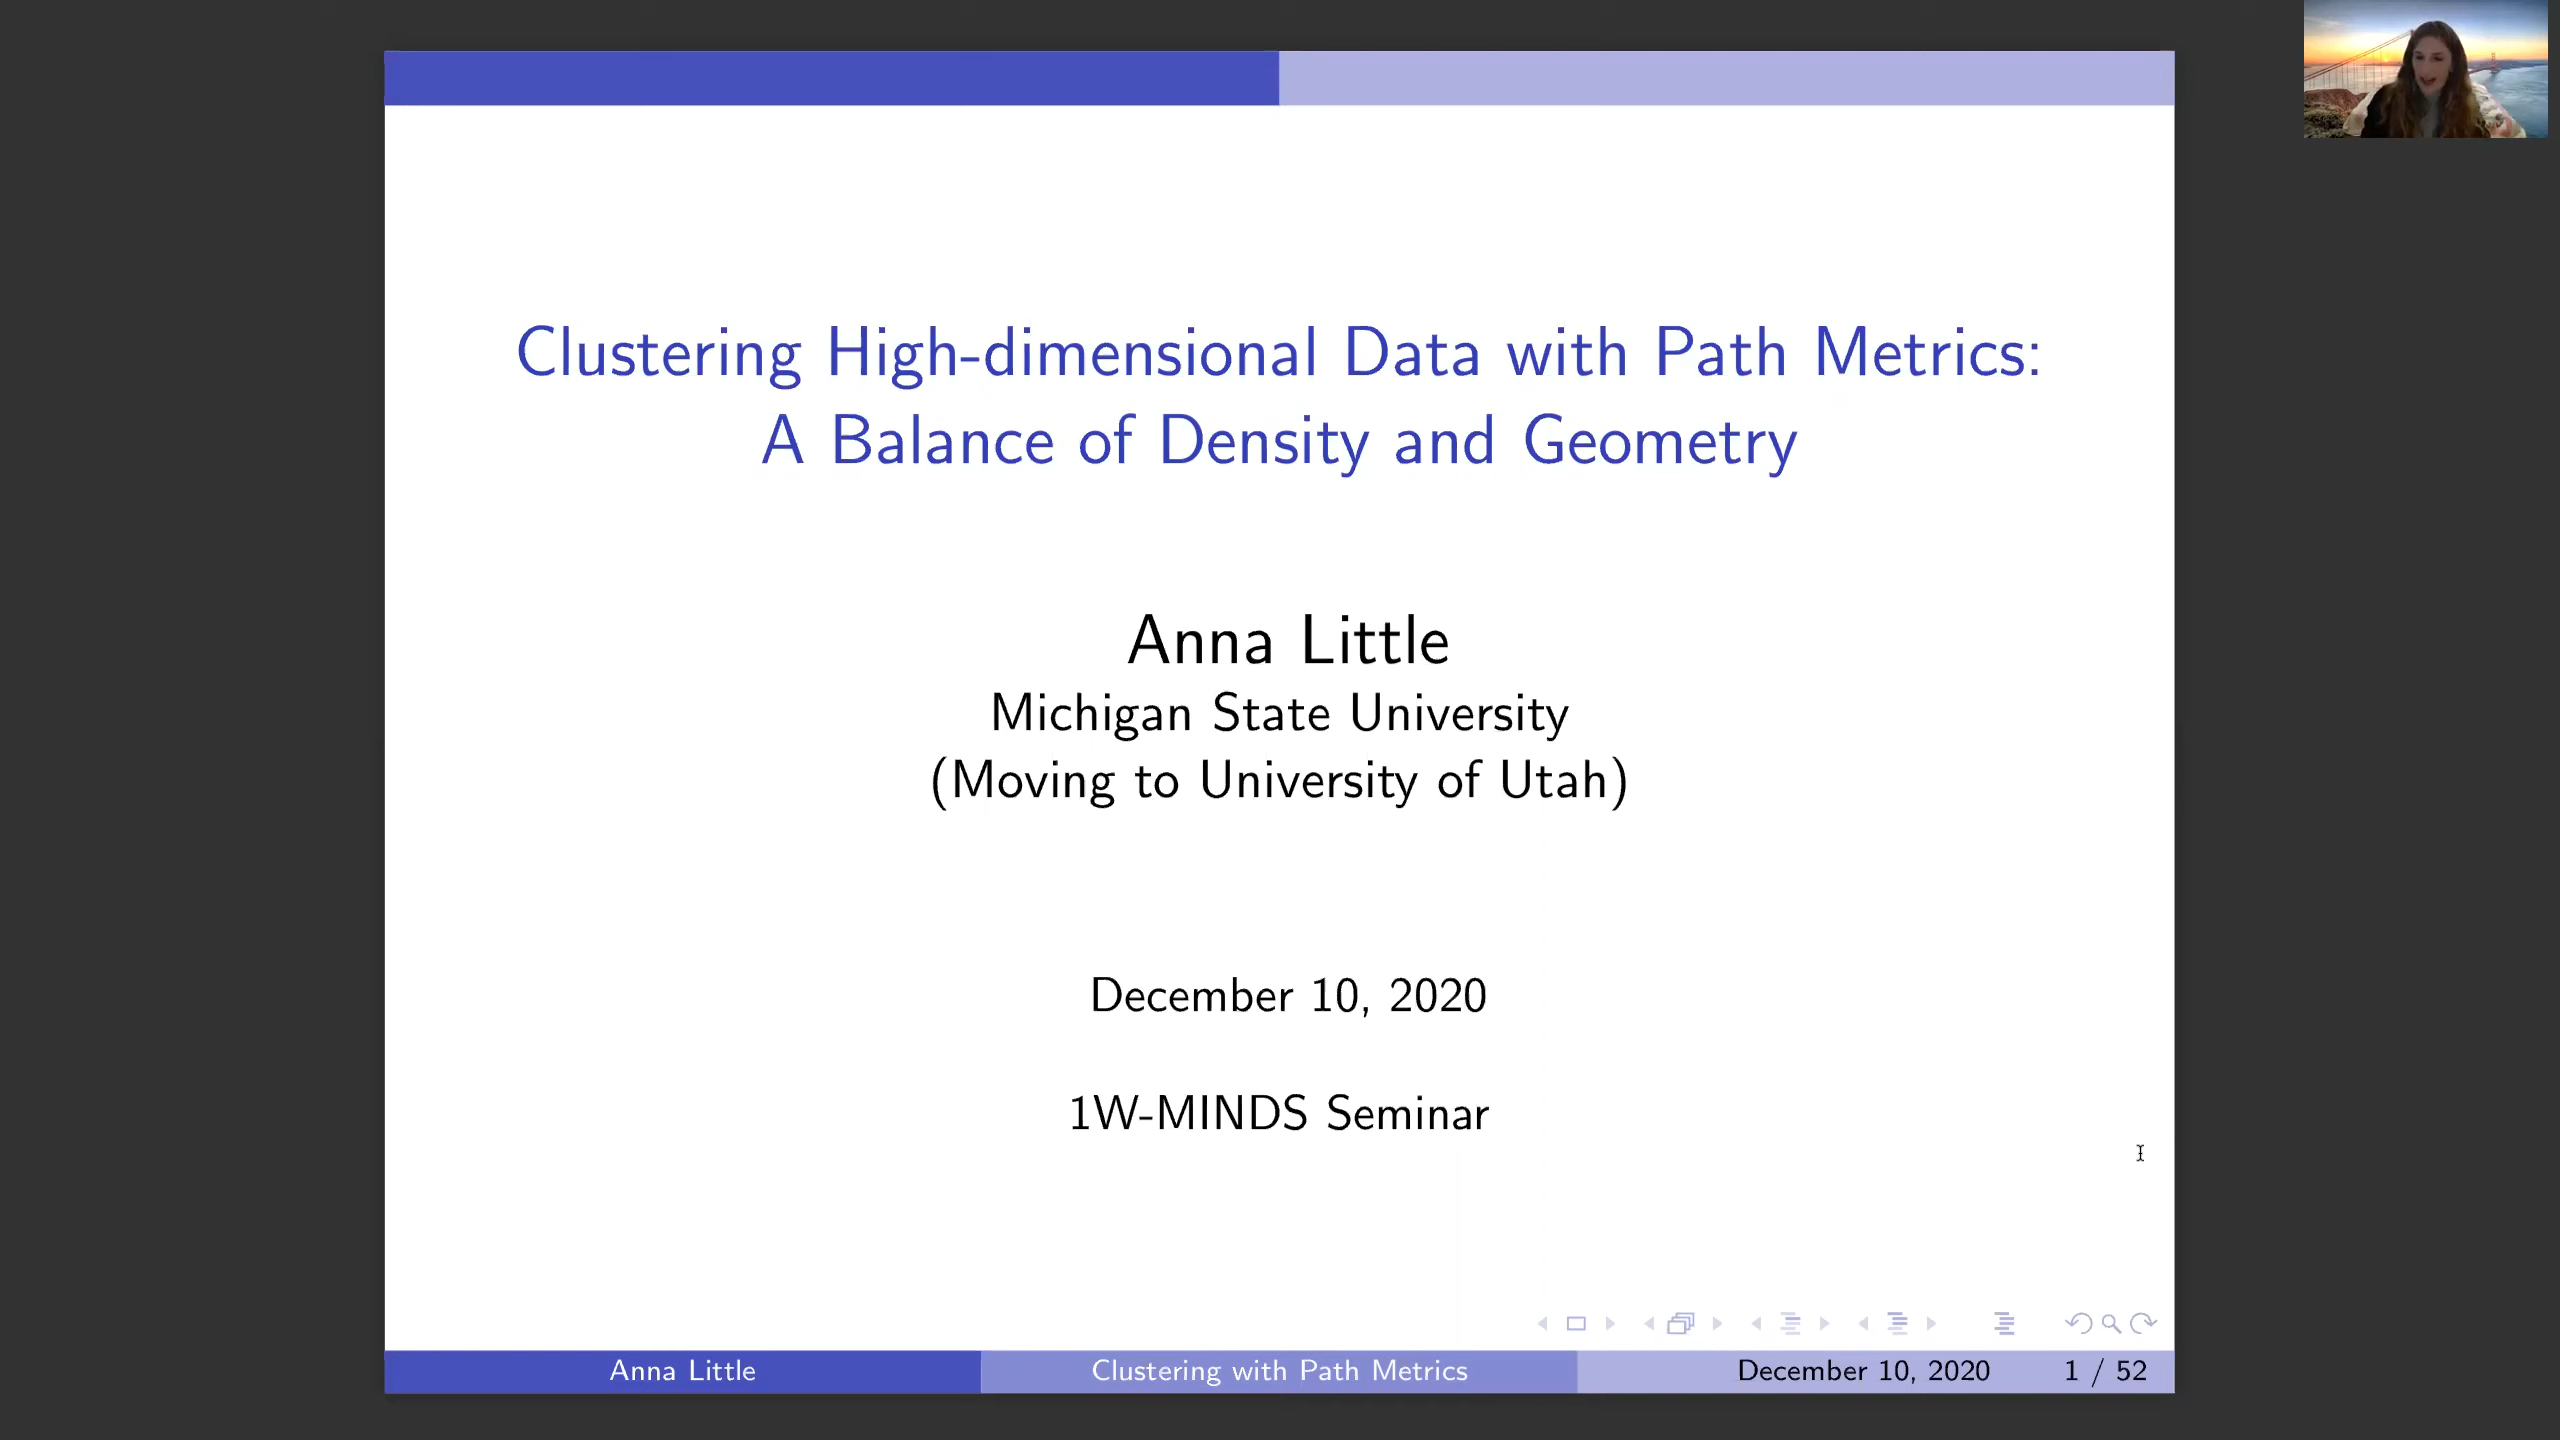 Clustering High-dimensional Data with Path Metrics:
A Balance of Density and Geometry
Anna Little
Michigan State University
(Moving to University of Utah)
December 10, 2020
1W-MINDS Seminar
Anna Little
Clustering with Path Metrics
December 10, 2020
1 / 52